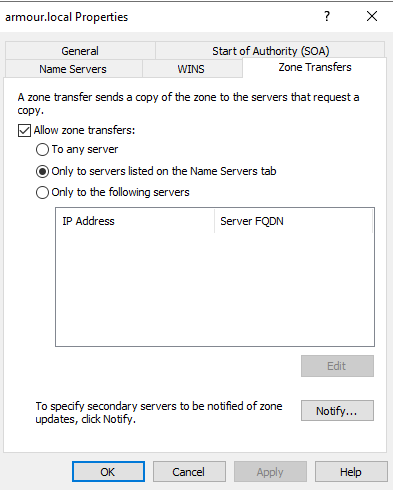 armour.local Properties
?
General
Start of Authority (SOA)
Name Servers
WINS
Zone Transfers
A zone transfer sends a copy of the zone to the servers that request a
copy.
Allow zone transfers:
To any server
Only to servers listed on the Name Servers tab
Only to the following servers
IP Address
Server FQDN
Edit
To specify secondary servers to be notified of zone
updates, click Notify.
Notify...
OK
Cancel
Apply
Help